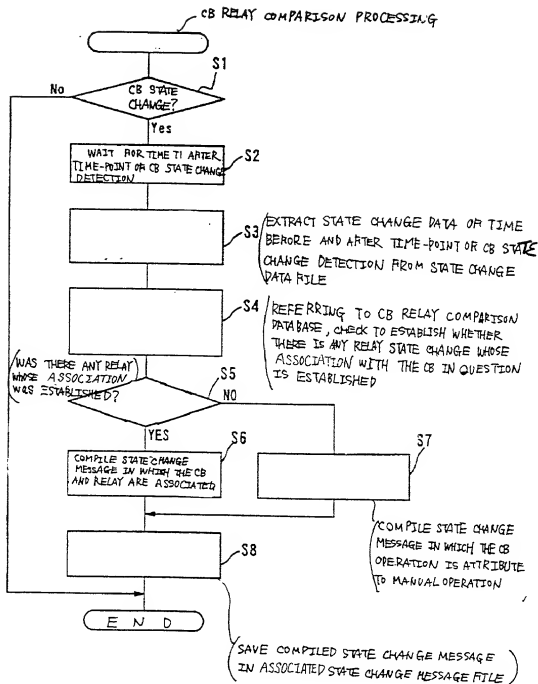 CB RELAY COMPARISON PROCESSING
S1
No
CB STATE
CHANGE?
Yes
WAIT FOR TIME T1 AFTER
TIME-POINT OF CB STATE CHANGE
DETECTION
S2
S3
EXTRACT STATE CHANGE DATA OF TIME
BEFORE AND AFTER TIME-POINT OF CB STATE
CHANGE DETECTION FROM STATE CHANGE
DATA FILE
S4
REFERRING TO CB RELAY COMPARISON
DATABASE, CHECK TO ESTABLISH WHETHER
THERE IS ANY RELAY STATE CHANGE WHOSE
ASSOCIATION WITH THE CB IN QUESTION
IS ESTABLISHED
WAS THERE ANY RELAY
WHOSE ASSOCIATION
WAS ESTABLISHED?
S5
NO
YES
S6
COMPILE STATE CHANGE
MESSAGE IN WHICH THE CB
AND RELAY ARE ASSOCIATED
S7
COMPILE STATE CHANGE
MESSAGE IN WHICH THE CB
OPERATION IS ATTRIBUTE
TO MANUAL OPERATION
S8
END
SAVE COMPILED STATE CHANGE MESSAGE
IN ASSOCIATED STATE CHANGE MESSAGE FILE